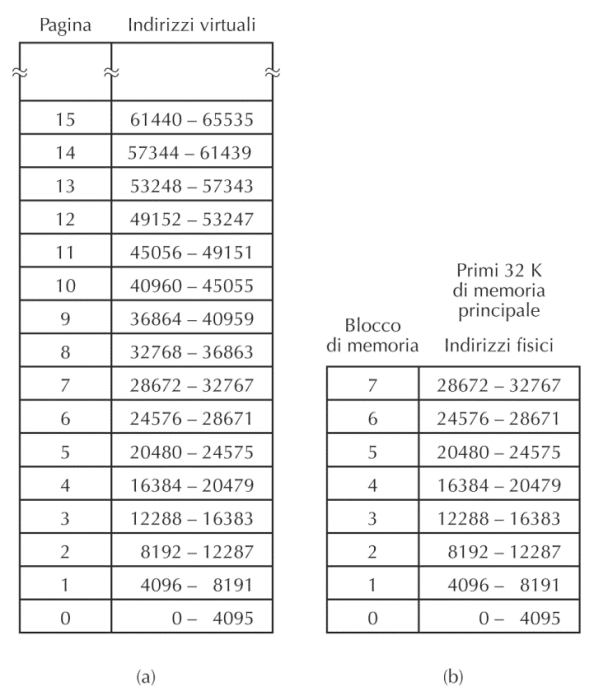 Pagina Indirizzi virtuali
15 61440 – 65535
14 57344 – 61439
13 53248 – 57343
12 49152 – 53247
11 45056 – 49151
10 40960 – 45055
9 36864 – 40959
8 32768 – 36863
7 28672 – 32767
6 24576 – 28671
5 20480 – 24575
4 16384 – 20479
3 12288 – 16383
2 8192 – 12287
1 4096 – 8191
0 0 – 4095
(a)
Primi 32 K
di memoria
principale
Blocco
di memoria Indirizzi fisici
7 28672 – 32767
6 24576 – 28671
5 20480 – 24575
4 16384 – 20479
3 12288 – 16383
2 8192 – 12287
1 4096 – 8191
0 0 – 4095
(b)